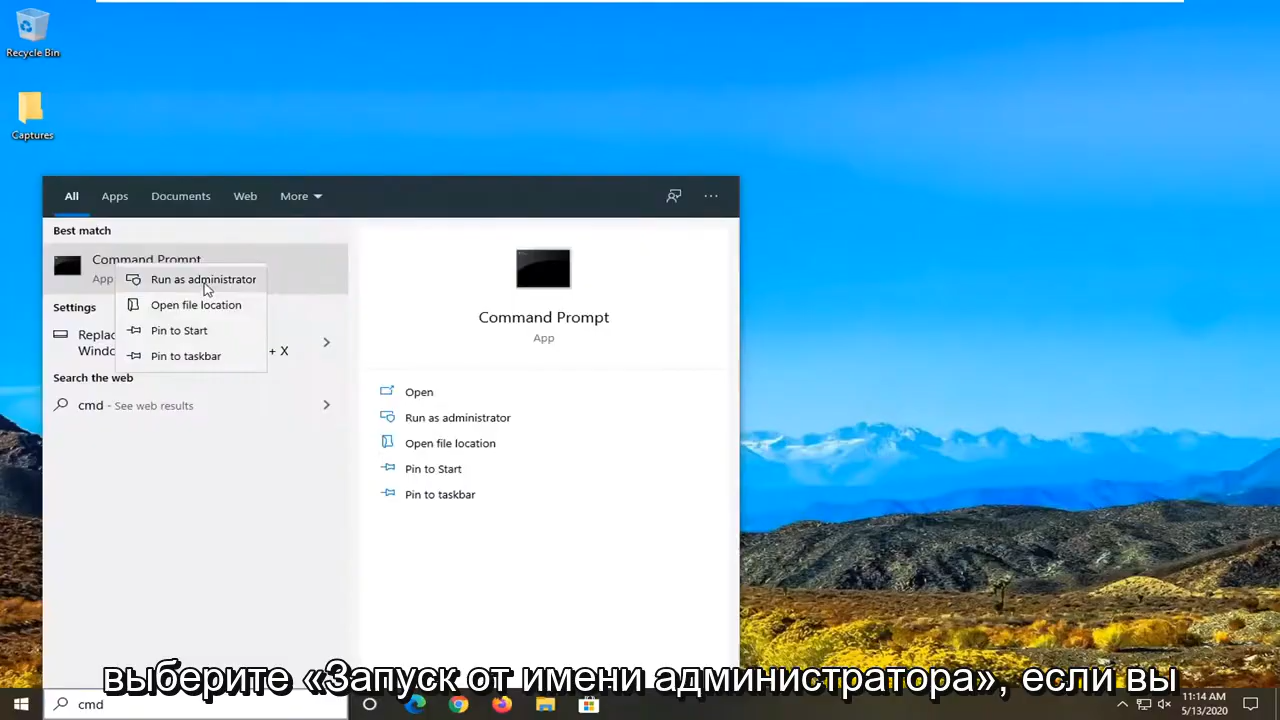 Recycle Bin
Captures
All Apps Documents Web More
Best match
Command Prompt
App
Run as administrator
Open file location
Pin to Start
Pin to taskbar
Settings
Replac
Windo + X
Search the web
cmd - See web results
Command Prompt
App
Open
Run as administrator
Open file location
Pin to Start
Pin to taskbar
выберите «Запуск от имени администратора», если вы
cmd
11:14 AM
5/13/2020